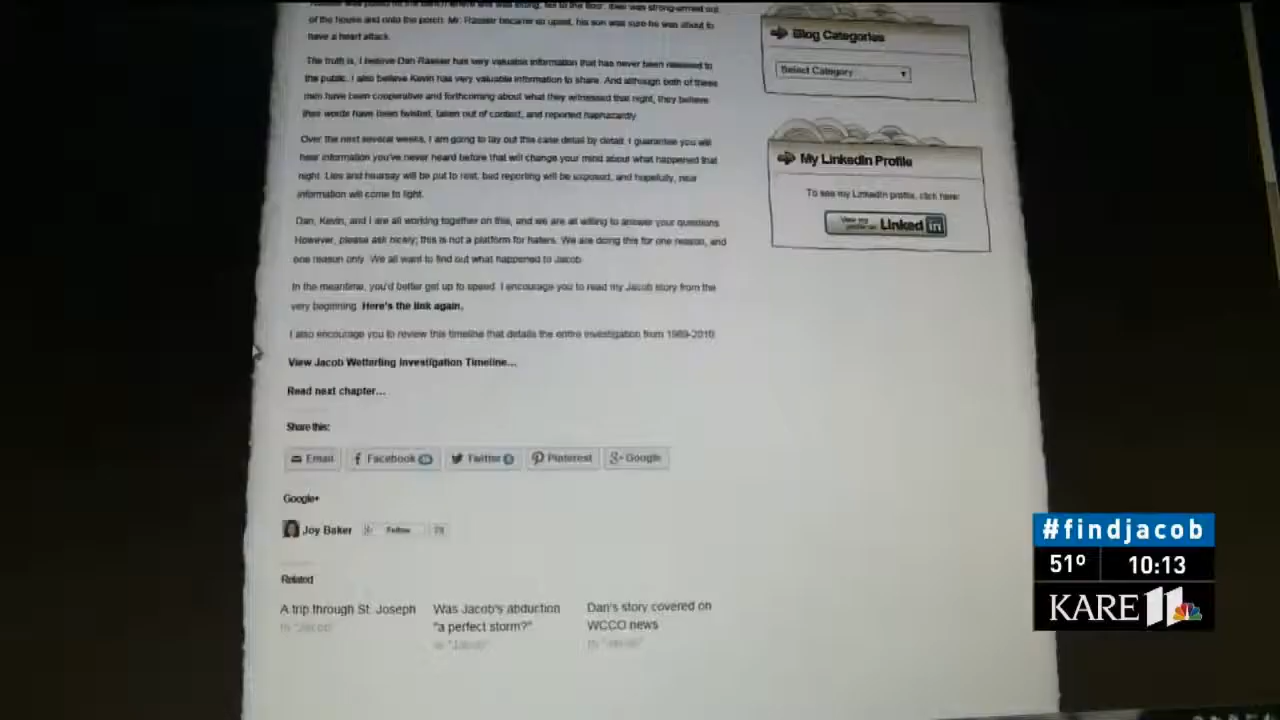 of the house and onto the porch. Mr. Rassier became so upset, his son was sure he was about to
have a heart attack.
The truth is, I believe Dan Rassier has very valuable information that has never been released to
the public. I also believe Kevin has very valuable information to share. And although both of these
men have been cooperative and forthcoming about what they witnessed that night, they believe
their words have been twisted, taken out of context, and reported haphazardly.
Over the next several weeks, I am going to lay out this case detail by detail. I guarantee you will
hear information you've never heard before that will change your mind about what happened that
night. Lies and hearsay will be put to rest, bad reporting will be exposed, and hopefully, new
information will come to light.
Dan, Kevin, and I are all working together on this, and we are all willing to answer your questions.
However, please ask nicely; this is not a platform for haters. We are doing this for one reason, and
one reason only. We all want to find out what happened to Jacob.
In the meantime, you'd better get up to speed. I encourage you to read my Jacob story from the
very beginning. Here's the link again.
I also encourage you to review this timeline that details the entire investigation from 1989-2010.
View Jacob Wetterling Investigation Timeline...
Read next chapter...
Share this:
Email Facebook Twitter Pinterest Google
Google+
Joy Baker Follow
Related
A trip through St. Joseph
In "Jacob"
Was Jacob's abduction
"a perfect storm?"
In "Jacob"
Dan's story covered on
WCCO news
In "Jacob"
Blog Categories
Select Category
My LinkedIn Profile
To see my LinkedIn profile, click here:
View my
profile on Linked in
#findjacob
51° 10:13
KARE 11